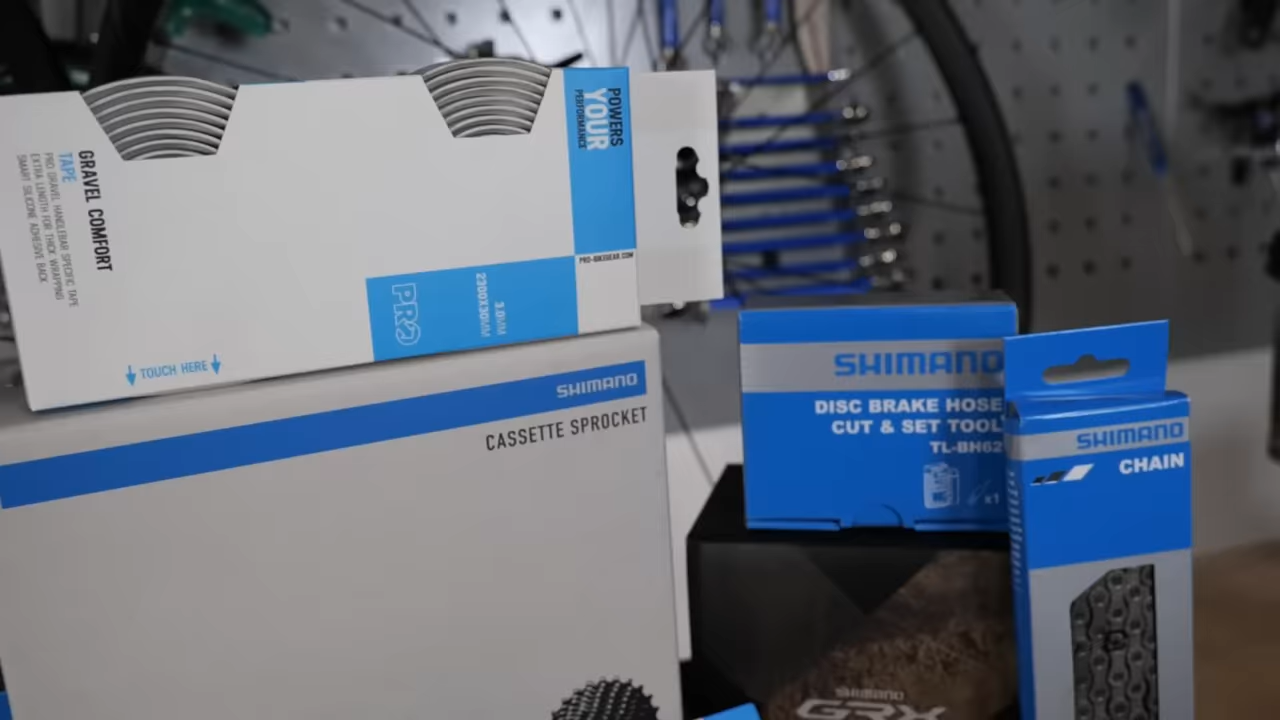 POWERS
YOUR
PERFORMANCE
GRAVEL COMFORT
TAPE
PRO GRAVEL HANDLEBAR SPECIFIC TAPE
EXTRA LENGTH FOR THICK WRAPPING
SMART SILICONE ADHESIVE BACK
PRO-BIKEGEAR.COM
PRO
3.0MM
2300X30MM
TOUCH HERE
SHIMANO
CASSETTE SPROCKET
SHIMANO
DISC BRAKE HOSE
CUT & SET TOOL
TL-BH62
x1
SHIMANO
CHAIN
SHIMANO
GRX